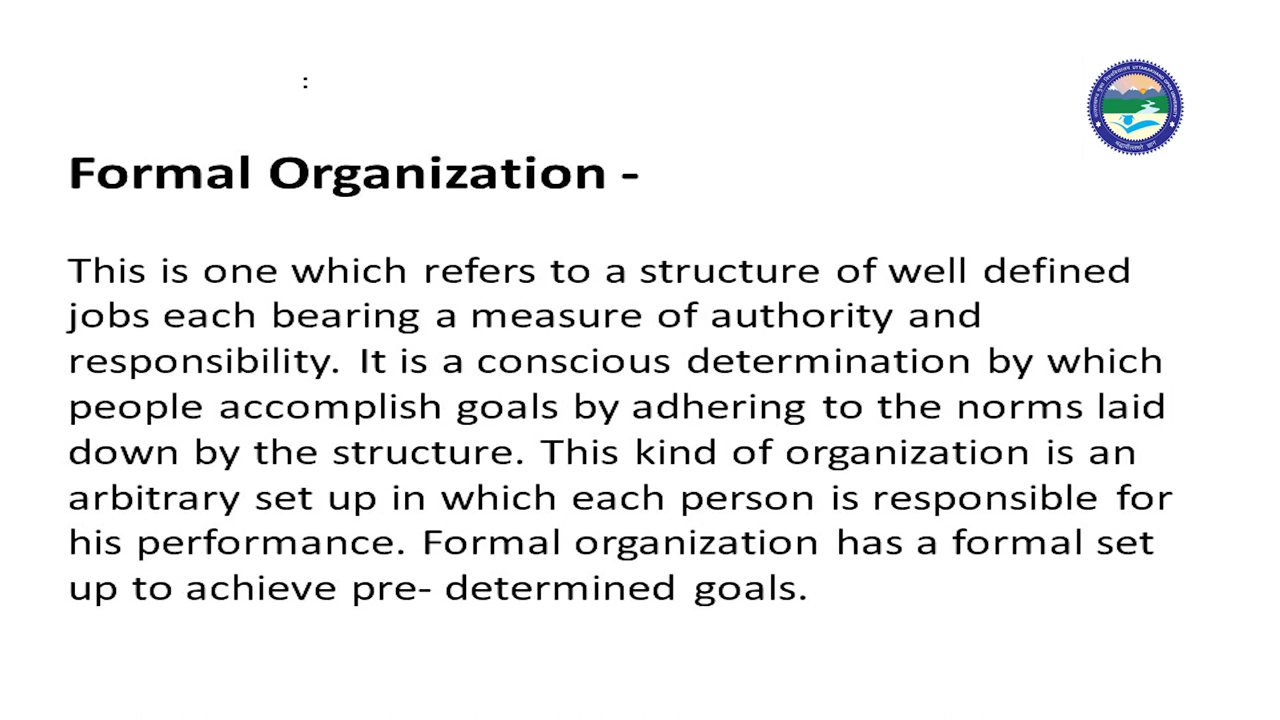 :
Formal Organization -
This is one which refers to a structure of well defined
jobs each bearing a measure of authority and
responsibility. It is a conscious determination by which
people accomplish goals by adhering to the norms laid
down by the structure. This kind of organization is an
arbitrary set up in which each person is responsible for
his performance. Formal organization has a formal set
up to achieve pre- determined goals.
UTTARAKHAND OPEN UNIVERSITY